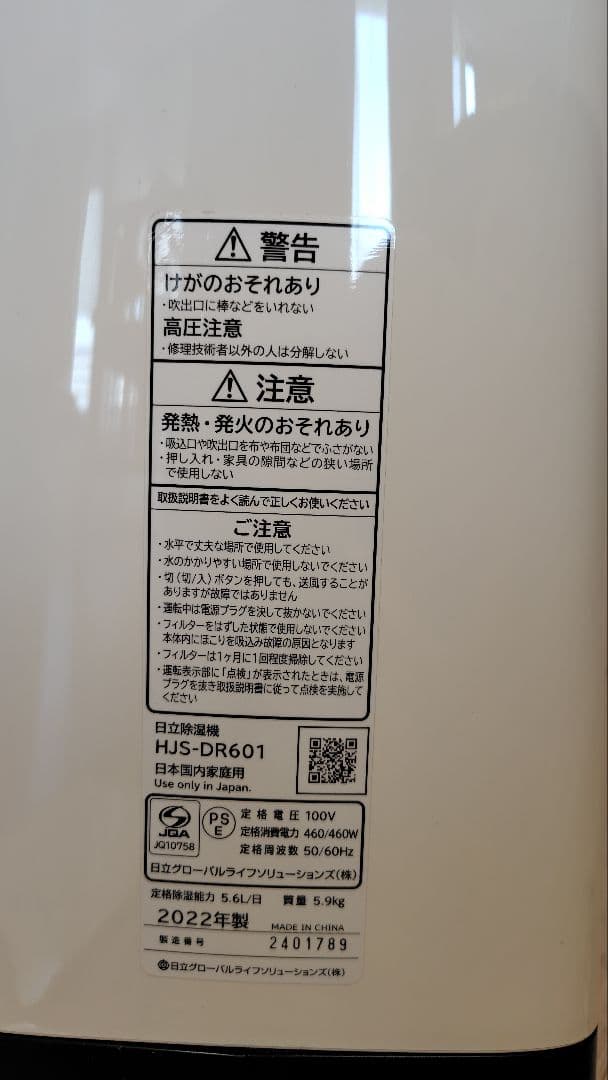 警告
けがのおそれあり
・吹出口に棒などをいれない
高圧注意
・修理技術者以外の人は分解しない
注意
発熱・発火のおそれあり
・吸込口や吹出口を布や布団などでふさがない
・押し入れ・家具の隙間などの狭い場所
で使用しない
取扱説明書をよく読んで正しくお使いください
ご注意
・水平で丈夫な場所で使用してください
・水のかかりやすい場所で使用しないでください
・切(切/入)ボタンを押しても、送風することが
ありますが故障ではありません
・運転中は電源プラグを決して抜かないでください
・フィルターをはずした状態で使用しないでください
本体内にほこりを吸込み故障の原因となります
・フィルターは1ヶ月に1回程度掃除してください
・運転表示部に「点検」が表示されたときは、電源
プラグを抜き取扱説明書に従って点検を実施して
ください
日立除湿機
HJS-DR601
日本国内家庭用
Use only in Japan.
JQA
JQ10758
PS
E
定格電圧 100V
定格消費電力 460/460W
定格周波数 50/60Hz
日立グローバルライフソリューションズ(株)
定格除湿能力 5.6L/日 質量 5.9kg
2022年製 MADE IN CHINA
製造番号 2401789
日立グローバルライフソリューションズ(株)